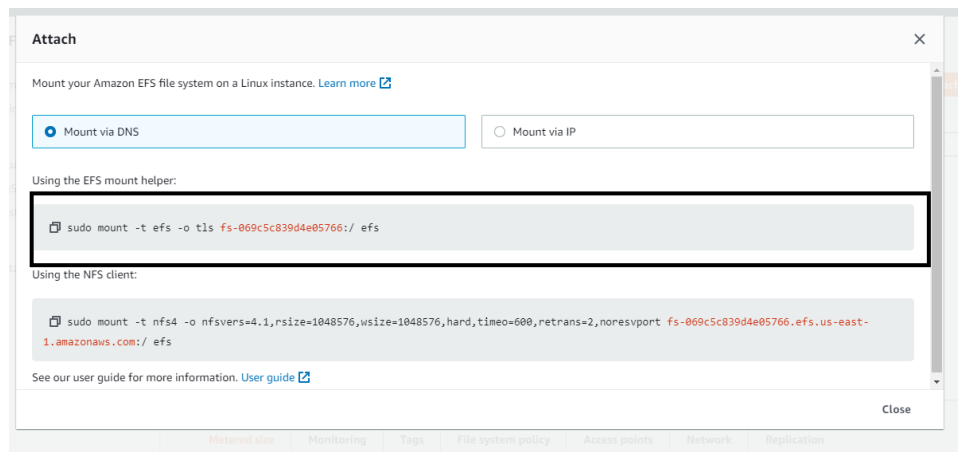 Attach
Mount your Amazon EFS file system on a Linux instance. Learn more
Mount via DNS
Mount via IP
Using the EFS mount helper:
sudo mount -t efs -o tls fs-069c5c839d4e05766:/ efs
Using the NFS client:
sudo mount -t nfs4 -o nfsvers=4.1,rsize=1048576,wsize=1048576,hard,timeo=600,retrans=2,noresvport fs-069c5c839d4e05766.efs.us-east-
1.amazonaws.com:/ efs
See our user guide for more information. User guide
Close
Metered size Monitoring Tags File system policy Access points Network Replication